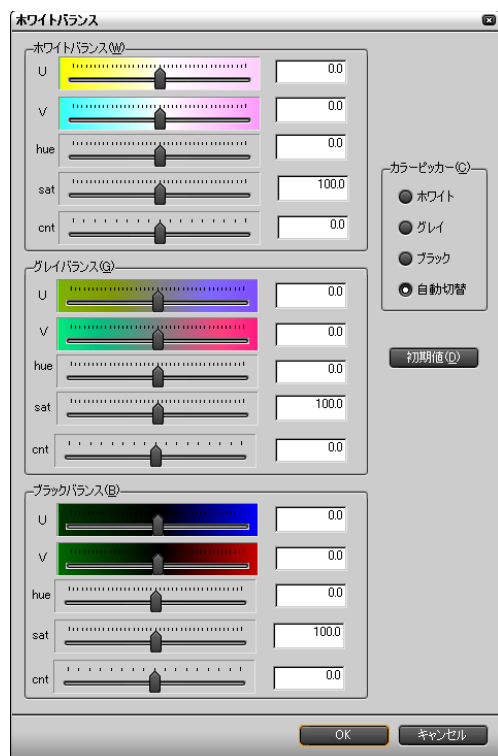 ホワイトバランス
ホワイトバランス(W)
U 0.0
V 0.0
hue 0.0
sat 100.0
cnt 0.0
カラーピッカー(C)
ホワイト
グレイ
ブラック
自動切替
初期値(D)
グレイバランス(G)
U 0.0
V 0.0
hue 0.0
sat 100.0
cnt 0.0
ブラックバランス(B)
U 0.0
V 0.0
hue 0.0
sat 100.0
cnt 0.0
OK キャンセル